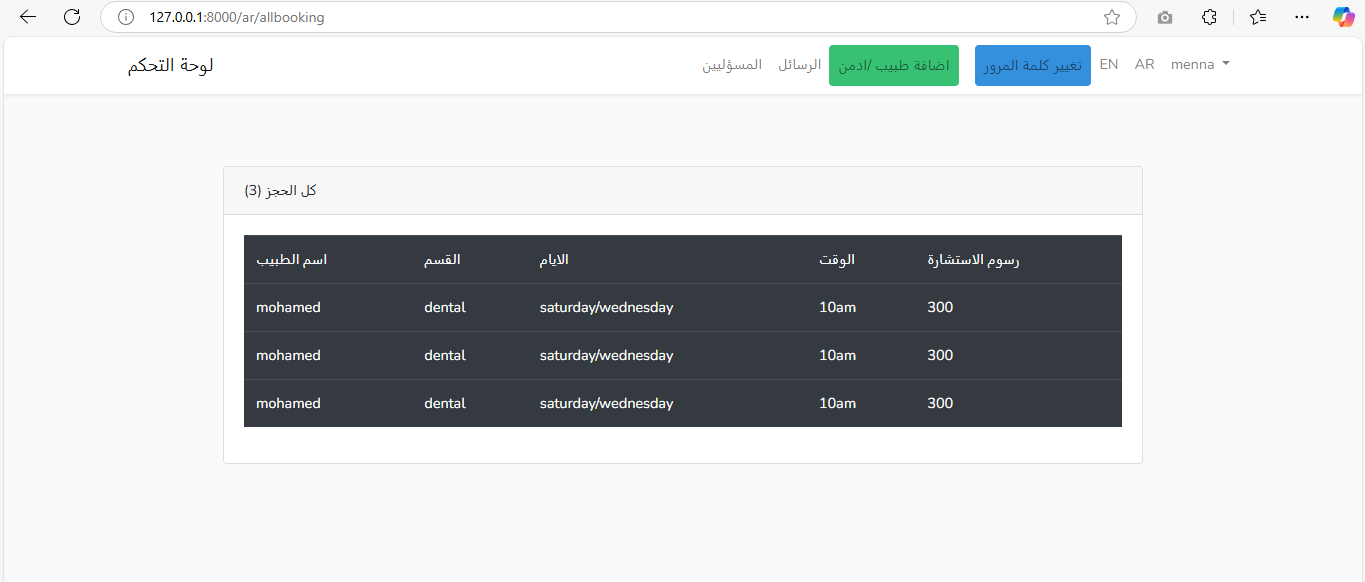 127.0.0.1:8000/ar/allbooking
لوحة التحكم المسؤليين الرسائل اضافة طبيب /ادمن تغيير كلمة المرور EN AR menna
كل الحجز (3)
اسم الطبيب القسم الايام الوقت رسوم الاستشارة
mohamed dental saturday/wednesday 10am 300
mohamed dental saturday/wednesday 10am 300
mohamed dental saturday/wednesday 10am 300